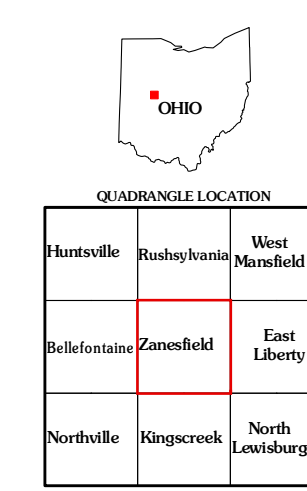 OHIO
QUADRANGLE LOCATION
Huntsville
Rushsylvania
West
Mansfield
Bellefontaine
Zanesfield
East
Liberty
Northville
Kingscreek
North
Lewisburg